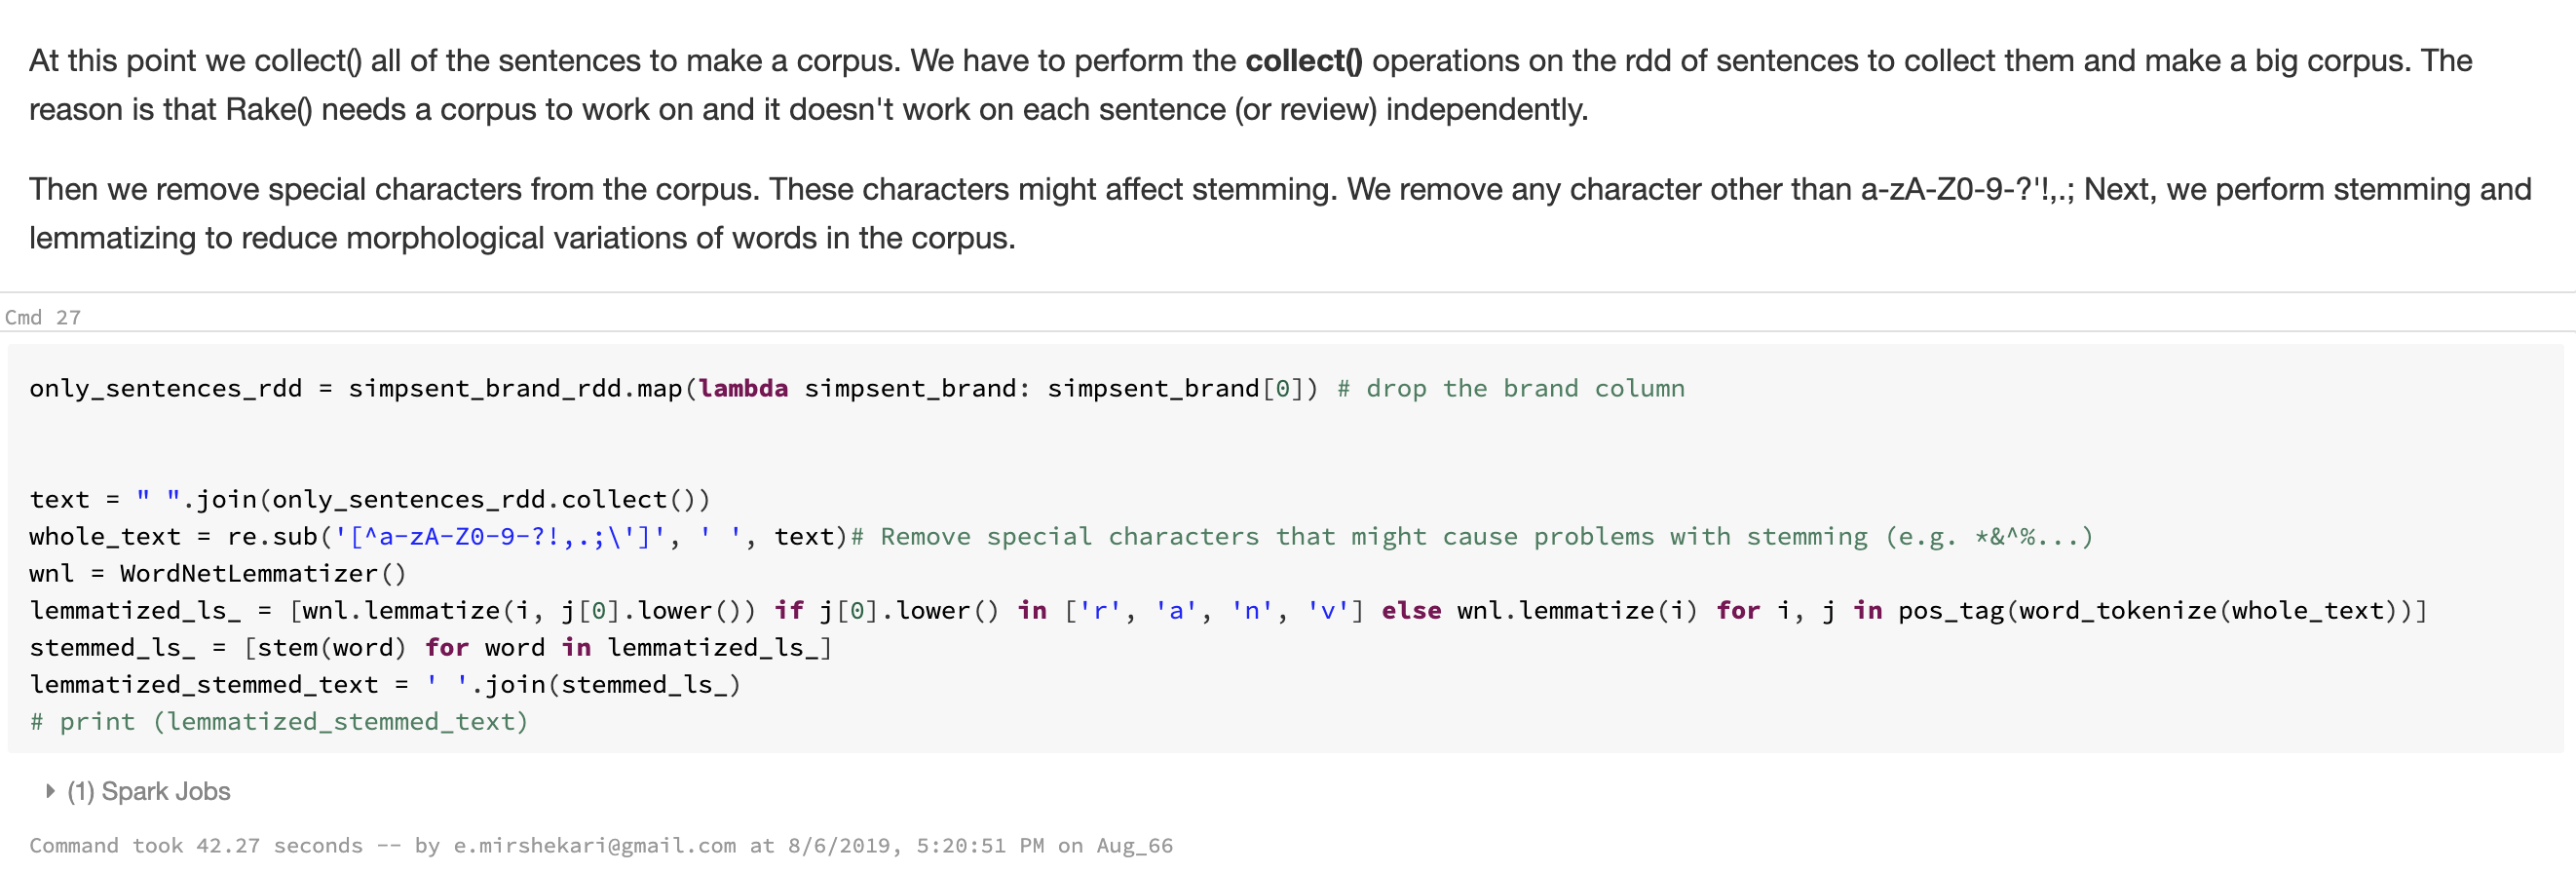 At this point we collect() all of the sentences to make a corpus. We have to perform the collect() operations on the rdd of sentences to collect them and make a big corpus. The
reason is that Rake() needs a corpus to work on and it doesn't work on each sentence (or review) independently.
Then we remove special characters from the corpus. These characters might affect stemming. We remove any character other than a-zA-Z0-9-?'!,.; Next, we perform stemming and
lemmatizing to reduce morphological variations of words in the corpus.
Cmd 27
only_sentences_rdd = simpsent_brand_rdd.map(lambda simpsent_brand: simpsent_brand[0]) # drop the brand column
text = " ".join(only_sentences_rdd.collect())
whole_text = re.sub('[^a-zA-Z0-9-?!,.;\']', ' ', text)# Remove special characters that might cause problems with stemming (e.g. *&^%...)
wnl = WordNetLemmatizer()
lemmatized_ls_ = [wnl.lemmatize(i, j[0].lower()) if j[0].lower() in ['r', 'a', 'n', 'v'] else wnl.lemmatize(i) for i, j in pos_tag(word_tokenize(whole_text))]
stemmed_ls_ = [stem(word) for word in lemmatized_ls_]
lemmatized_stemmed_text = ' '.join(stemmed_ls_)
# print (lemmatized_stemmed_text)
(1) Spark Jobs
Command took 42.27 seconds -- by e.mirshekari@gmail.com at 8/6/2019, 5:20:51 PM on Aug_66